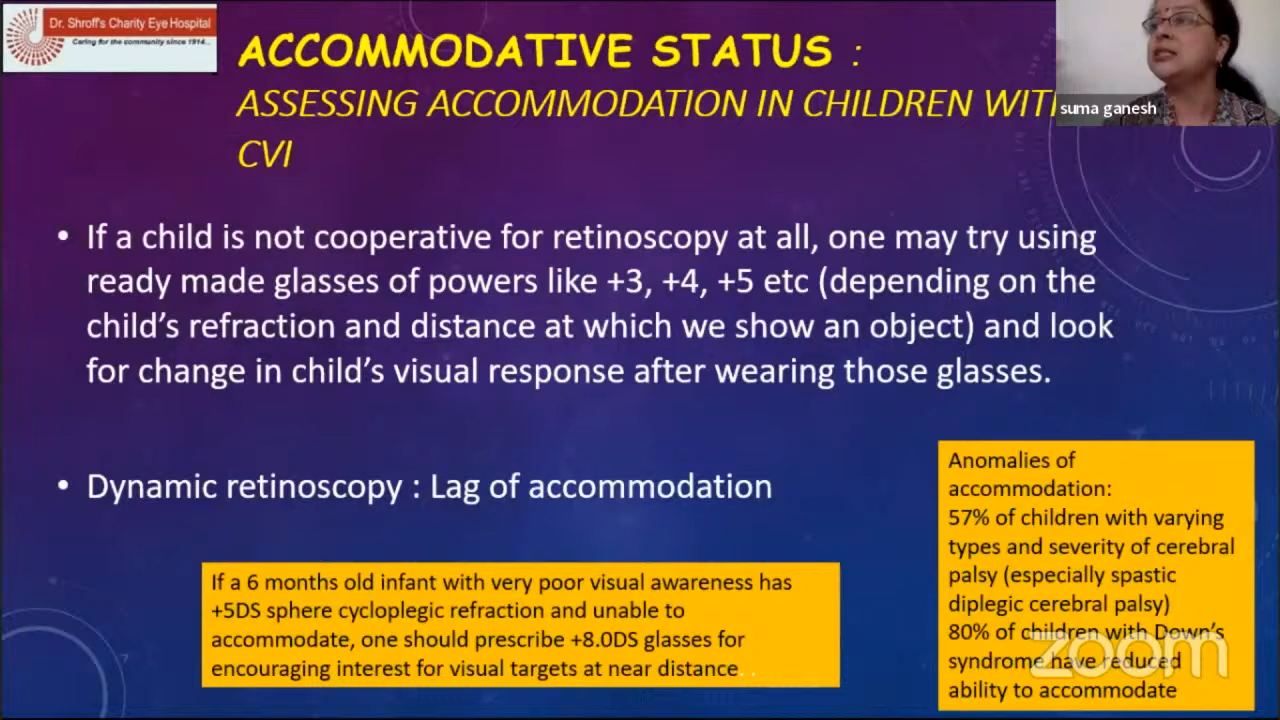 Dr. Shroff's Charity Eye Hospital
Caring for the community since 1914...
ACCOMMODATIVE STATUS :
ASSESSING ACCOMMODATION IN CHILDREN WITH
CVI
suma ganesh
• If a child is not cooperative for retinoscopy at all, one may try using
ready made glasses of powers like +3, +4, +5 etc (depending on the
child's refraction and distance at which we show an object) and look
for change in child's visual response after wearing those glasses.
• Dynamic retinoscopy : Lag of accommodation
If a 6 months old infant with very poor visual awareness has
+5DS sphere cycloplegic refraction and unable to
accommodate, one should prescribe +8.0DS glasses for
encouraging interest for visual targets at near distance. .
Anomalies of
accommodation:
57% of children with varying
types and severity of cerebral
palsy (especially spastic
diplegic cerebral palsy)
80% of children with Down's
syndrome have reduced
ability to accommodate
zoom